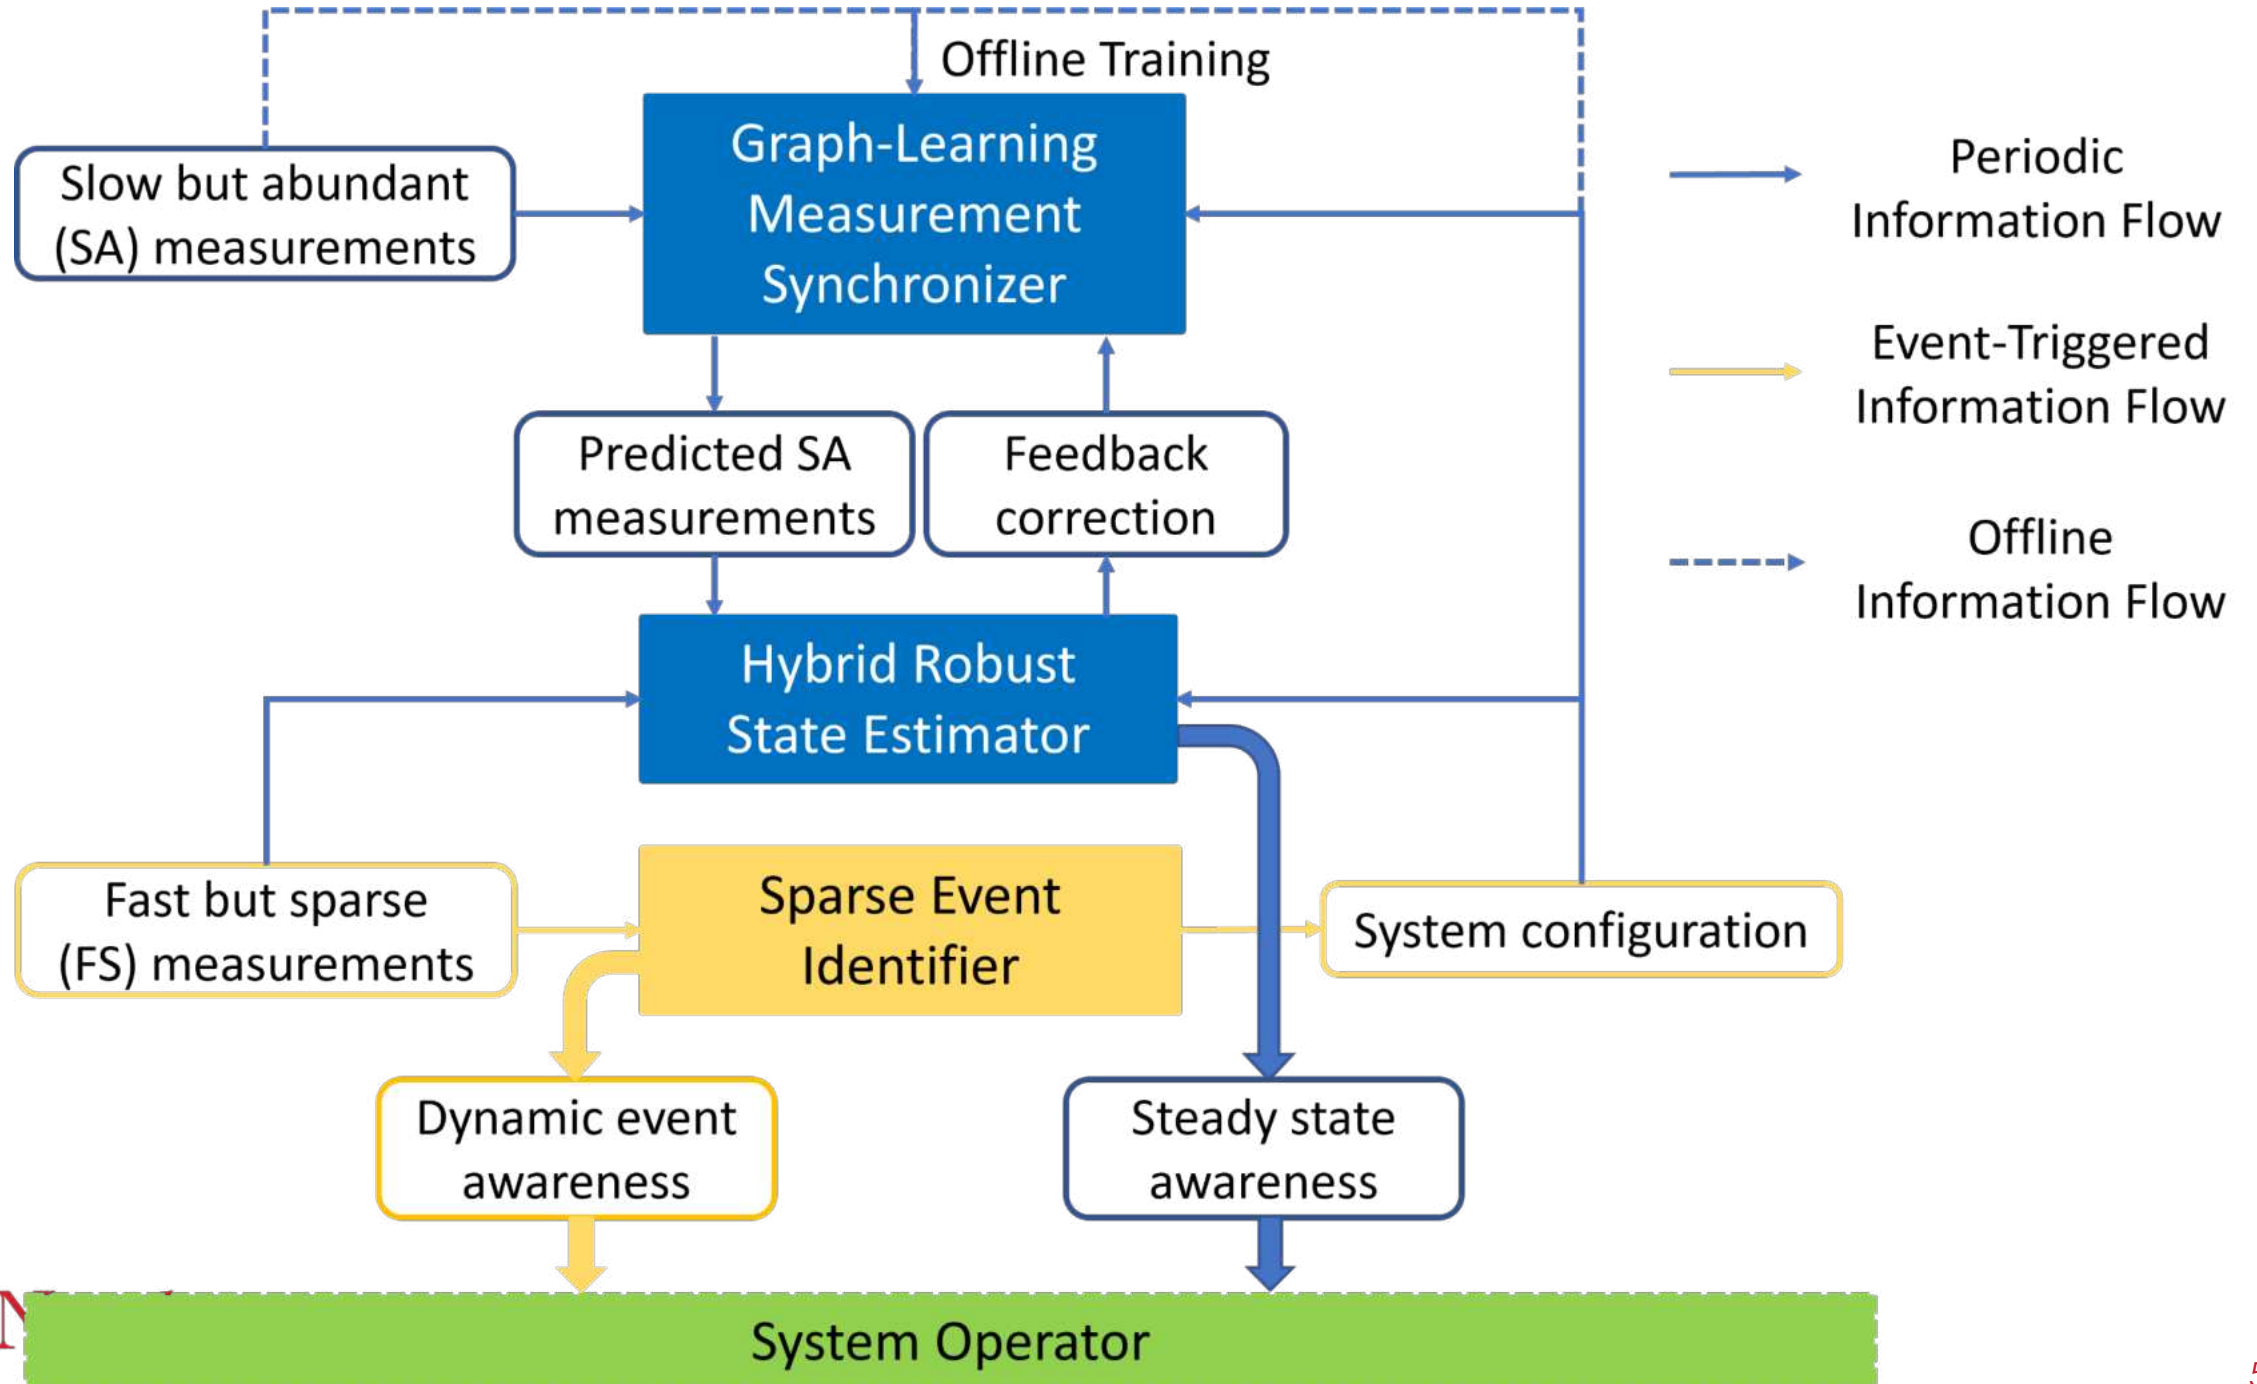 Offline Training
Slow but abundant
(SA) measurements
Graph-Learning
Measurement
Synchronizer
Periodic
Information Flow
Event-Triggered
Information Flow
Offline
Information Flow
Predicted SA
measurements
Feedback
correction
Hybrid Robust
State Estimator
Fast but sparse
(FS) measurements
Sparse Event
Identifier
System configuration
Dynamic event
awareness
Steady state
awareness
System Operator